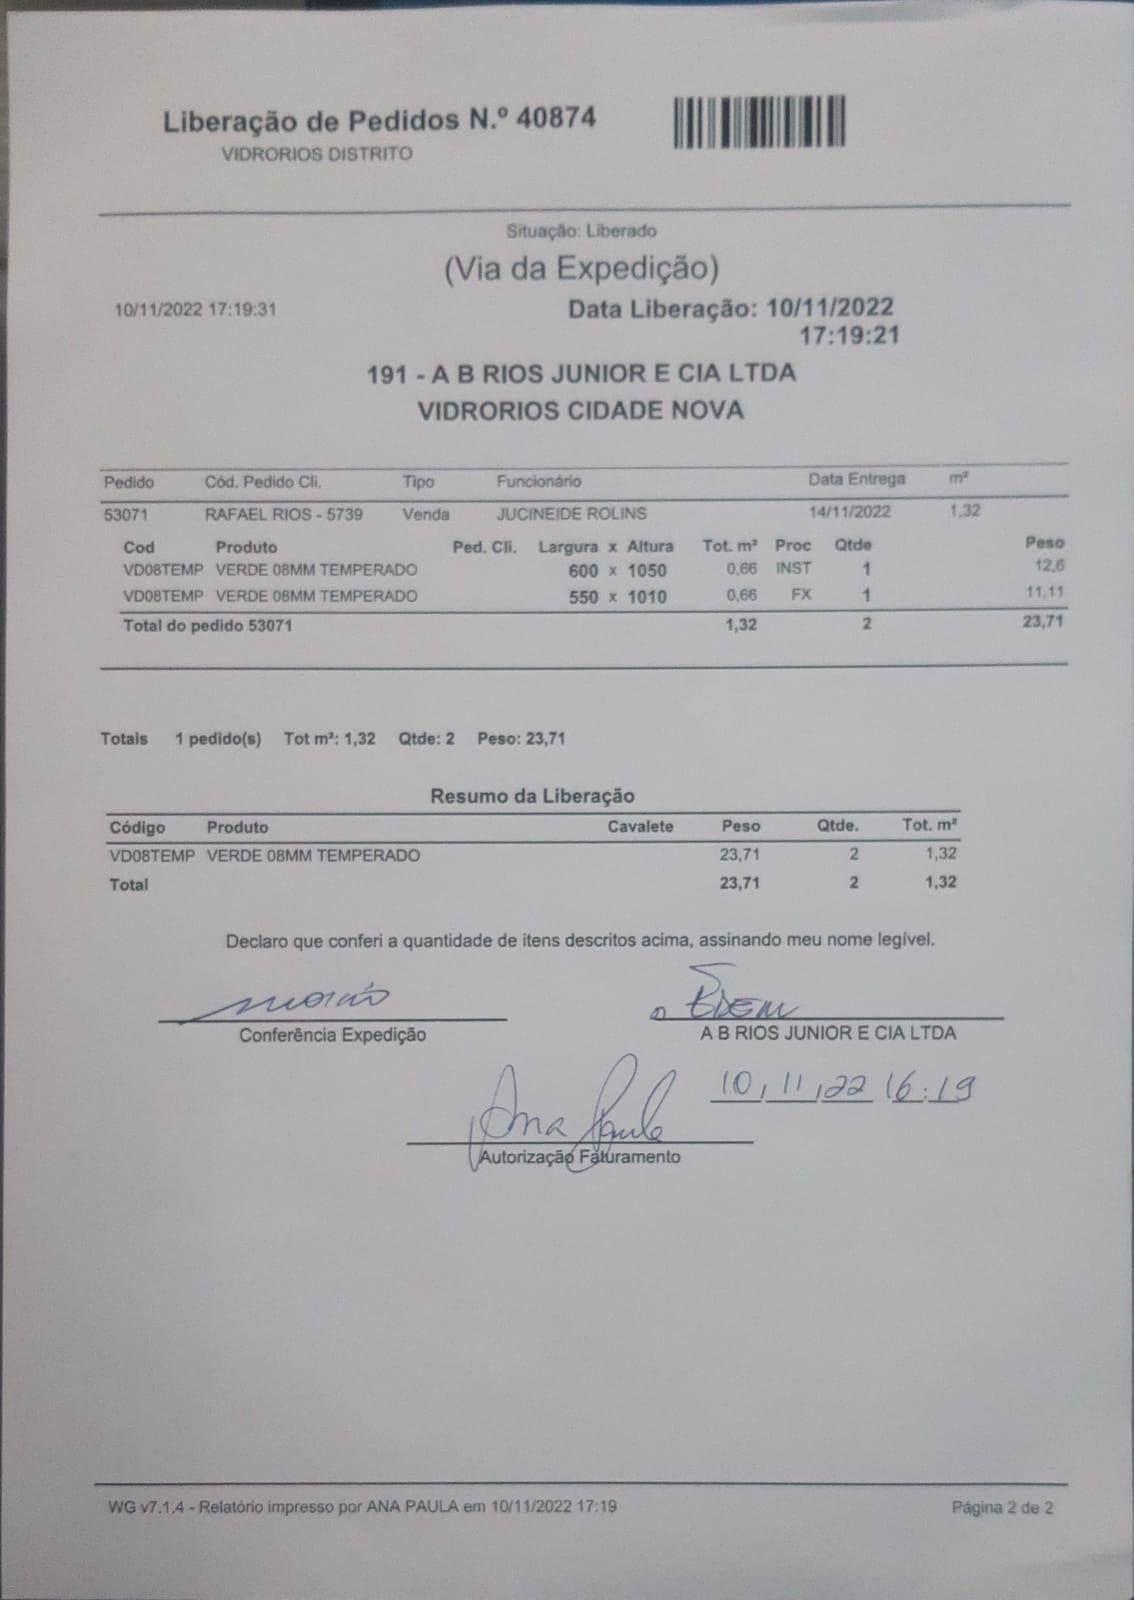 Liberação de Pedidos N.º 40874
VIDRORIOS DISTRITO
Situação: Liberado
(Via da Expedição)
10/11/2022 17:19:31 Data Liberação: 10/11/2022
17:19:21
191 - A B RIOS JUNIOR E CIA LTDA
VIDRORIOS CIDADE NOVA
Pedido Cód. Pedido Cli. Tipo Funcionário Data Entrega m²
53071 RAFAEL RIOS - 5739 Venda JUCINEIDE ROLINS 14/11/2022 1,32
Cod Produto Ped. Cli. Largura x Altura Tot. m² Proc Qtde Peso
VD08TEMP VERDE 08MM TEMPERADO 600 x 1050 0,66 INST 1 12,6
VD08TEMP VERDE 08MM TEMPERADO 550 x 1010 0,66 FX 1 11,11
Total do pedido 53071 1,32 2 23,71
Totais 1 pedido(s) Tot m²: 1,32 Qtde: 2 Peso: 23,71
Resumo da Liberação
Código Produto Cavalete Peso Qtde. Tot. m²
VD08TEMP VERDE 08MM TEMPERADO 23,71 2 1,32
Total 23,71 2 1,32
Declaro que conferi a quantidade de itens descritos acima, assinando meu nome legível.
Conferência Expedição A B RIOS JUNIOR E CIA LTDA
10/11/22 16:19
Ana Paula
Autorização Faturamento
WG v7.1.4 - Relatório impresso por ANA PAULA em 10/11/2022 17:19 Página 2 de 2